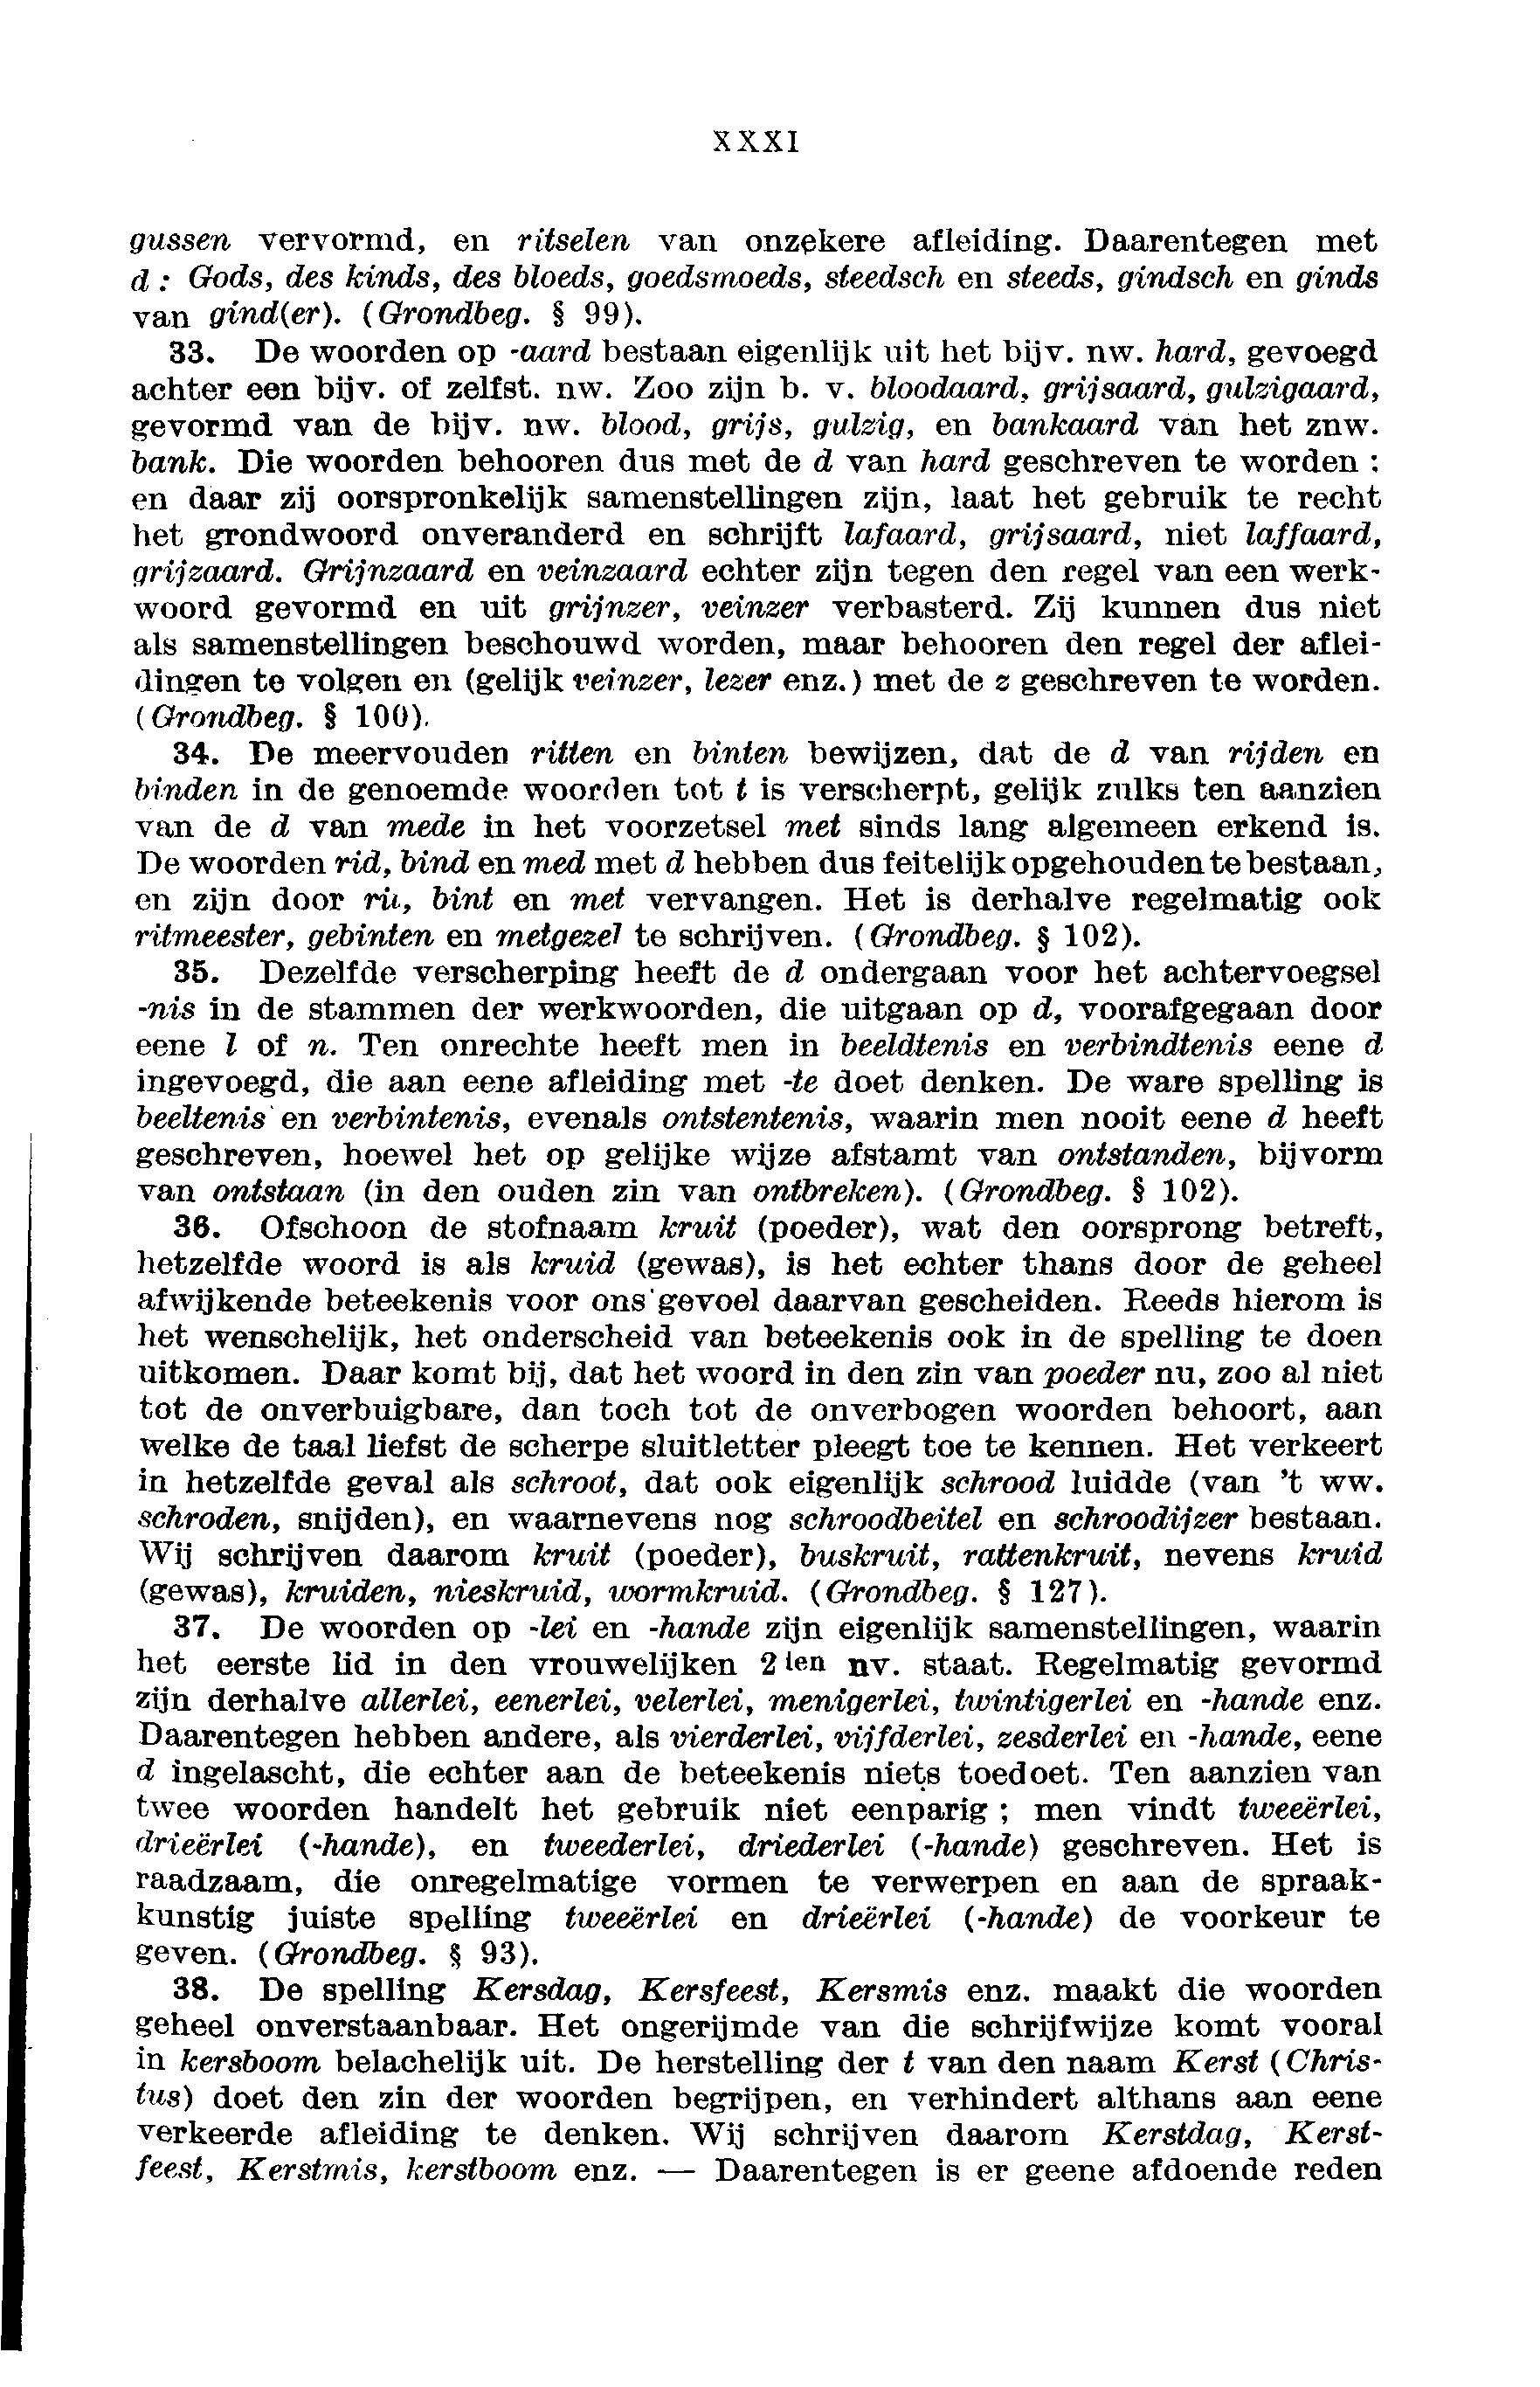 XXXI
gussen vervormd, en ritselen van onzekere afleiding. Daarentegen met
d : Gods, des kinds, des bloeds, goedsmoeds, steedsch en steeds, gindsch en ginds
van gind(er). (Grondbeg. § 99).
33. De woorden op -aard bestaan eigenlijk uit het bijv. nw. hard, gevoegd
achter een bijv. of zelfst. nw. Zoo zijn b. v. bloodaard, grijsaard, gulzigaard,
gevormd van de bijv. nw. blood, grijs, gulzig, en bankaard van het znw.
bank. Die woorden behooren dus met de d van hard geschreven te worden :
en daar zij oorspronkelijk samenstellingen zijn, laat het gebruik te recht
het grondwoord onveranderd en schrijft lafaard, grijsaard, niet laffaard,
grijzaard. Grijnzaard en veinzaard echter zijn tegen den regel van een werk-
woord gevormd en uit grijnzer, veinzer verbasterd. Zij kunnen dus niet
als samenstellingen beschouwd worden, maar behooren den regel der aflei-
dingen te volgen en (gelijk veinzer, lezer enz.) met de z geschreven te worden.
(Grondbeg. § 100).
34. De meervouden ritten en binten bewijzen, dat de d van rijden en
binden in de genoemde woorden tot t is verscherpt, gelijk zulks ten aanzien
van de d van mede in het voorzetsel met sinds lang algemeen erkend is.
De woorden rid, bind en med met d hebben dus feitelijk opgehouden te bestaan,
en zijn door rit, bint en met vervangen. Het is derhalve regelmatig ook
ritmeester, gebinten en metgezel te schrijven. (Grondbeg. § 102).
35. Dezelfde verscherping heeft de d ondergaan voor het achtervoegsel
-nis in de stammen der werkwoorden, die uitgaan op d, voorafgegaan door
eene l of n. Ten onrechte heeft men in beeldtenis en verbindtenis eene d
ingevoegd, die aan eene afleiding met -te doet denken. De ware spelling is
beeltenis en verbintenis, evenals ontstentenis, waarin men nooit eene d heeft
geschreven, hoewel het op gelijke wijze afstamt van ontstanden, bijvorm
van ontstaan (in den ouden zin van ontbreken). (Grondbeg. § 102).
36. Ofschoon de stofnaam kruit (poeder), wat den oorsprong betreft,
hetzelfde woord is als kruid (gewas), is het echter thans door de geheel
afwijkende beteekenis voor ons gevoel daarvan gescheiden. Reeds hierom is
het wenschelijk, het onderscheid van beteekenis ook in de spelling te doen
uitkomen. Daar komt bij, dat het woord in den zin van poeder nu, zoo al niet
tot de onverbuigbare, dan toch tot de onverbogen woorden behoort, aan
welke de taal liefst de scherpe sluitletter pleegt toe te kennen. Het verkeert
in hetzelfde geval als schroot, dat ook eigenlijk schrood luidde (van 't ww.
schroden, snijden), en waarnevens nog schroodbeitel en schroodijzer bestaan.
Wij schrijven daarom kruit (poeder), buskruit, rattenkruit, nevens kruid
(gewas), kruiden, nieskruid, wormkruid. (Grondbeg. § 127).
37. De woorden op -lei en -hande zijn eigenlijk samenstellingen, waarin
het eerste lid in den vrouwelijken 2ten nv. staat. Regelmatig gevormd
zijn derhalve allerlei, eenerlei, velerlei, menigerlei, twintigerlei en -hande enz.
Daarentegen hebben andere, als vierderlei, vijfderlei, zesderlei en -hande, eene
d ingelascht, die echter aan de beteekenis niets toedoet. Ten aanzien van
twee woorden handelt het gebruik niet eenparig ; men vindt tweeërlei,
drieërlei (-hande), en tweederlei, driederlei (-hande) geschreven. Het is
raadzaam, die onregelmatige vormen te verwerpen en aan de spraak-
kunstig juiste spelling tweeërlei en drieërlei (-hande) de voorkeur te
geven. (Grondbeg. § 93).
38. De spelling Kersdag, Kersfeest, Kersmis enz. maakt die woorden
geheel onverstaanbaar. Het ongerijmde van die schrijfwijze komt vooral
in kersboom belachelijk uit. De herstelling der t van den naam Kerst (Chris-
tus) doet den zin der woorden begrijpen, en verhindert althans aan eene
verkeerde afleiding te denken. Wij schrijven daarom Kerstdag, Kerst-
feest, Kerstmis, kerstboom enz. — Daarentegen is er geene afdoende reden